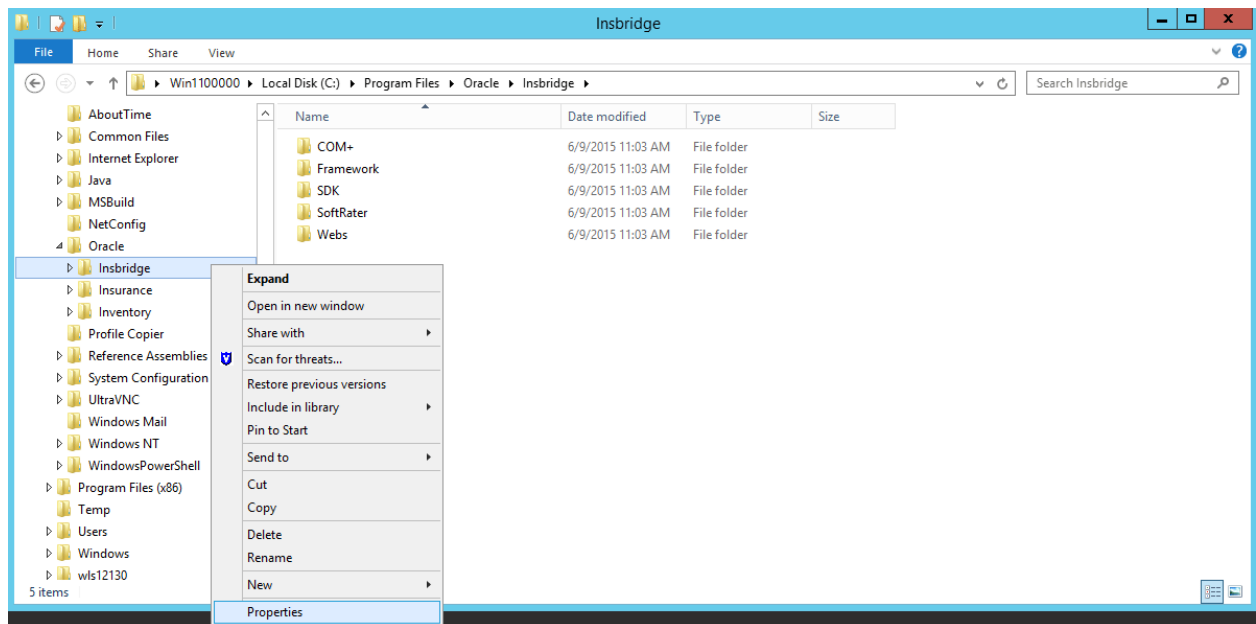 Insbridge
File Home Share View
Win1100000 Local Disk (C:) Program Files Oracle Insbridge
Search Insbridge
AboutTime
Common Files
Internet Explorer
Java
MSBuild
NetConfig
Oracle
Insbridge
Insurance
Inventory
Profile Copier
Reference Assemblies
System Configuration
UltraVNC
Windows Mail
Windows NT
WindowsPowerShell
Program Files (x86)
Temp
Users
Windows
wls12130
5 items
Name Date modified Type Size
COM+ 6/9/2015 11:03 AM File folder
Framework 6/9/2015 11:03 AM File folder
SDK 6/9/2015 11:03 AM File folder
SoftRater 6/9/2015 11:03 AM File folder
Webs 6/9/2015 11:03 AM File folder
Expand
Open in new window
Share with
Scan for threats...
Restore previous versions
Include in library
Pin to Start
Send to
Cut
Copy
Delete
Rename
New
Properties